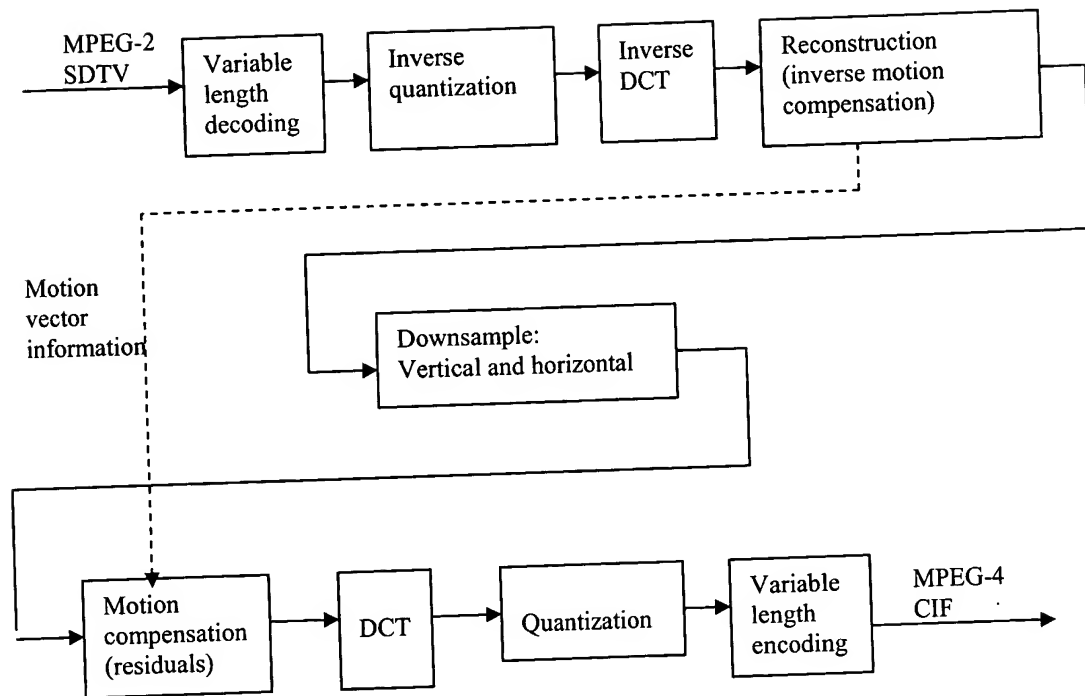 MPEG-2
SDTV
Variable
length
decoding
Inverse
quantization
Inverse
DCT
Reconstruction
(inverse motion
compensation)
Motion
vector
information
Downsample:
Vertical and horizontal
Motion
compensation
(residuals)
DCT
Quantization
Variable
length
encoding
MPEG-4
CIF